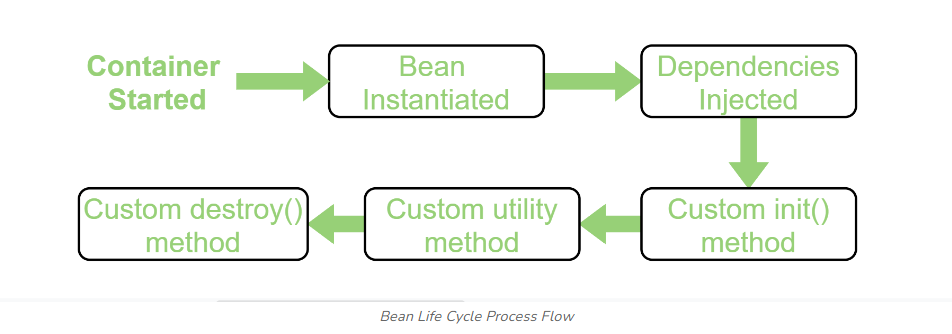 Container
Started
Bean
Instantiated
Dependencies
Injected
Custom destroy()
method
Custom utility
method
Custom init()
method
Bean Life Cycle Process Flow